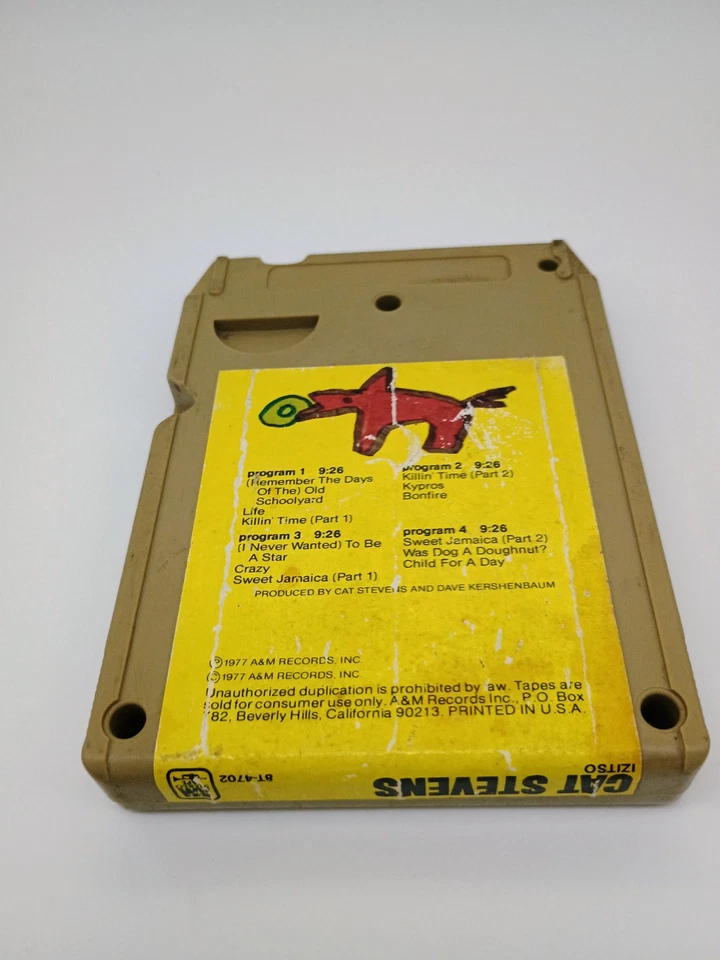 program 1 9:26
(Remember The Days
Of The) Old
Schoolyard
Life
Killin' Time (Part 1)
program 2 9:26
Killin' Time (Part 2)
Kypros
Bonfire
program 3 9:26
(I Never Wanted) To Be
A Star
Crazy
Sweet Jamaica (Part 1)
program 4 9:26
Sweet Jamaica (Part 2)
Was Dog A Doughnut?
Child For A Day
PRODUCED BY CAT STEVENS AND DAVE KERSHENBAUM
Ⓟ1977 A&M RECORDS, INC.
©1977 A&M RECORDS, INC.
Unauthorized duplication is prohibited by law. Tapes are
sold for consumer use only. A&M Records Inc., P.O. Box
782, Beverly Hills, California 90213. PRINTED IN U.S.A.
CAT STEVENS
IZITSO
8T-4702